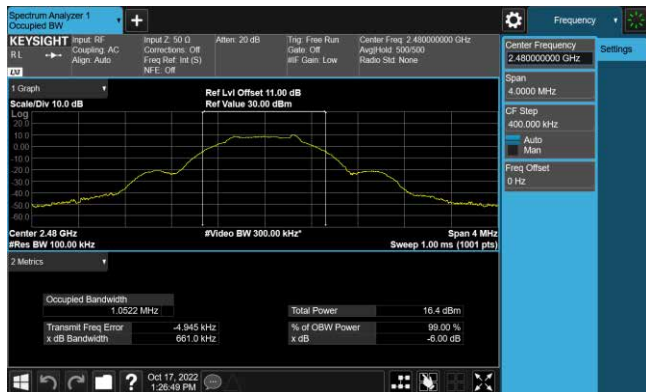 Spectrum Analyzer 1
Occupied BW
Frequency
KEYSIGHT
RL
LM
Input: RF
Coupling: AC
Align: Auto
Input Z: 50 Ω
Corrections: Off
Freq Ref: Int (S)
NFE: Off
Atten: 20 dB
Trig: Free Run
Gate: Off
#IF Gain: Low
Center Freq: 2.480000000 GHz
Avg|Hold: 500/500
Radio Std: None
Center Frequency
2.480000000 GHz
Settings
Span
4.0000 MHz
CF Step
400.000 kHz
Auto
Man
Freq Offset
0 Hz
1 Graph
Scale/Div 10.0 dB
Ref Lvl Offset 11.00 dB
Ref Value 30.00 dBm
Log
20.0
10.0
0.00
-10.0
-20.0
-30.0
-40.0
-50.0
-60.0
Center 2.48 GHz
#Res BW 100.00 kHz
#Video BW 300.00 kHz*
Span 4 MHz
Sweep 1.00 ms (1001 pts)
2 Metrics
Occupied Bandwidth
1.0522 MHz
Total Power 16.4 dBm
Transmit Freq Error -4.945 kHz
% of OBW Power 99.00 %
x dB Bandwidth 661.0 kHz
x dB -6.00 dB
?
Oct 17, 2022
1:26:49 PM